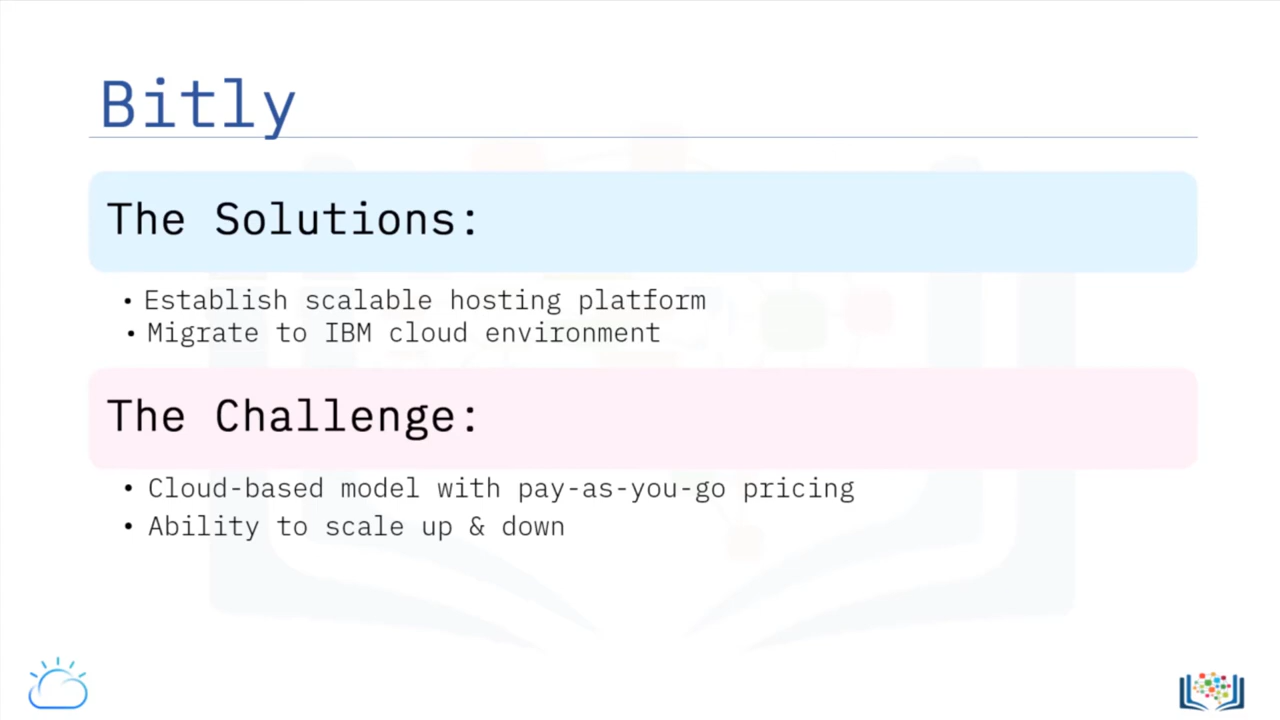 Bitly
The Solutions:
• Establish scalable hosting platform
• Migrate to IBM cloud environment
The Challenge:
• Cloud-based model with pay-as-you-go pricing
• Ability to scale up & down